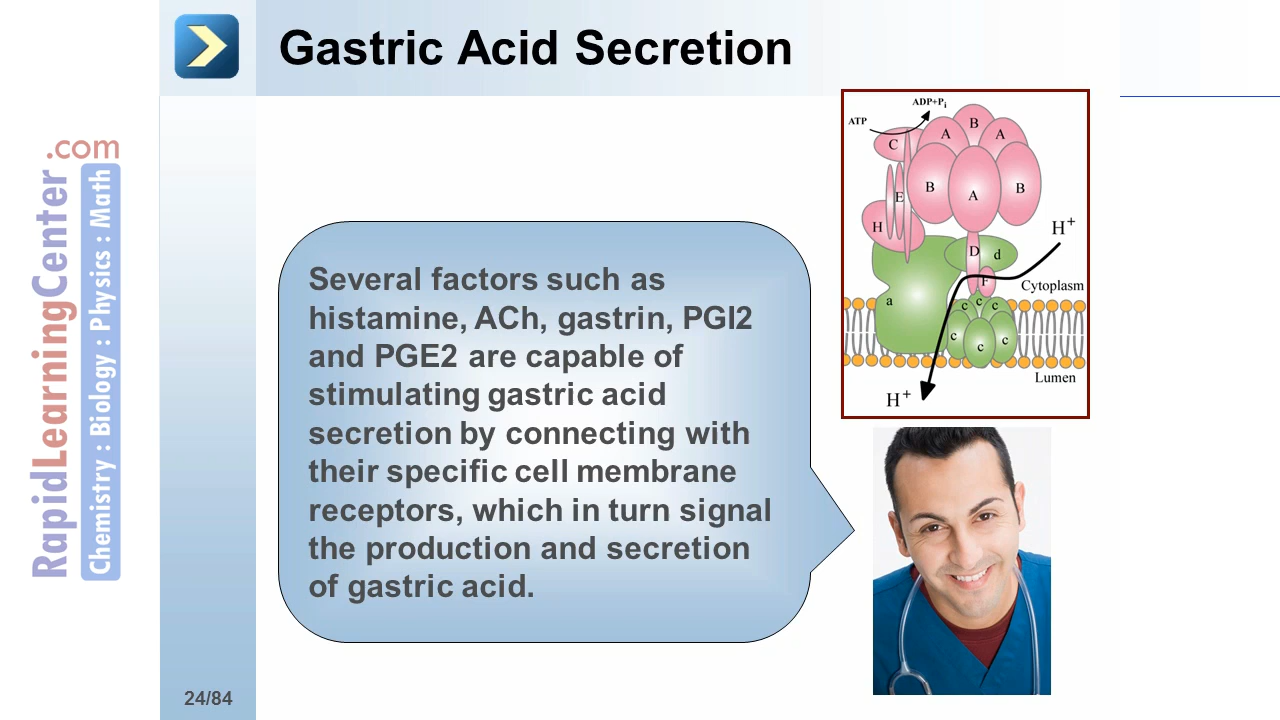 Gastric Acid Secretion
.com
RapidLearningCenter
Chemistry : Biology : Physics : Math
Several factors such as
histamine, ACh, gastrin, PGI2
and PGE2 are capable of
stimulating gastric acid
secretion by connecting with
their specific cell membrane
receptors, which in turn signal
the production and secretion
of gastric acid.
ADP+Pi
ATP
B
A
A
C
B
A
B
E
H
H+
D
d
F
Cytoplasm
a
c
c
c
c
c
c
Lumen
H+
24/84